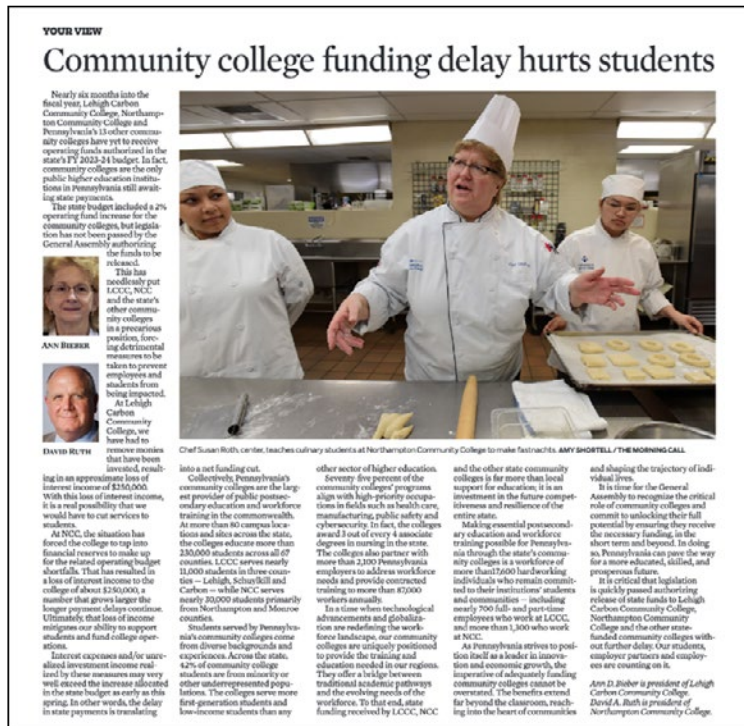 YOUR VIEW
Community college funding delay hurts students
Nearly six months into the
fiscal year, Lehigh Carbon
Community College, Northamp-
ton Community College and
Pennsylvania's 13 other commu-
nity colleges have yet to receive
operating funds authorized in the
state's FY 2023-24 budget. In fact,
community colleges are the only
public higher education institu-
tions in Pennsylvania still await-
ing state payments.
The state budget included a 2%
operating fund increase for the
community colleges, but legisla-
tion has not been passed by the
General Assembly authorizing
the funds to be
released.
This has
needlessly put
LCCC, NCC
and the state's
other commu-
nity colleges
in a precarious
position, forc-
ing detrimental
measures to be
taken to prevent
employees and
students from
being impacted.
At Lehigh
Carbon
Community
College, we
have had to
remove monies
that have been
invested, result-
ing in an approximate loss of
interest income of $250,000.
With this loss of interest income,
it is a real possibility that we
would have to cut services to
students.
At NCC, the situation has
forced the college to tap into
financial reserves to make up
for the related operating budget
shortfalls. That has resulted in
a loss of interest income to the
college of about $250,000, a
number that grows larger the
longer payment delays continue.
Ultimately, that loss of income
mitigates our ability to support
students and fund college oper-
ations.
Interest expenses and/or unre-
alized investment income real-
ized by these measures may very
well exceed the increase allocated
in the state budget as early as this
spring. In other words, the delay
in state payments is translating
ANN BIEBER
DAVID RUTH
Chef Susan Roth, center, teaches culinary students at Northampton Community College to make fastnachts. AMY SHORTELL / THE MORNING CALL
into a net funding cut.
Collectively, Pennsylvania's
community colleges are the larg-
est provider of public postsec-
ondary education and workforce
training in the commonwealth.
At more than 80 campus loca-
tions and sites across the state,
the colleges educate more than
230,000 students across all 67
counties. LCCC serves nearly
11,000 students in three coun-
ties — Lehigh, Schuylkill and
Carbon — while NCC serves
nearly 30,000 students primarily
from Northampton and Monroe
counties.
Students served by Pennsylva-
nia's community colleges come
from diverse backgrounds and
experiences. Across the state,
42% of community college
students are from minority or
other underrepresented popu-
lations. The colleges serve more
first-generation students and
low-income students than any
other sector of higher education.
Seventy five percent of the
community colleges' programs
align with high-priority occupa-
tions in fields such as health care,
manufacturing, public safety and
cybersecurity. In fact, the colleges
award 3 out of every 4 associate
degrees in nursing in the state.
The colleges also partner with
more than 2,100 Pennsylvania
employers to address workforce
needs and provide contracted
training to more than 87,000
workers annually.
In a time when technological
advancements and globaliza-
tion are redefining the work-
force landscape, our community
colleges are uniquely positioned
to provide the training and
education needed in our regions.
They offer a bridge between
traditional academic pathways
and the evolving needs of the
workforce. To that end, state
funding received by LCCC, NCC
and the other state community
colleges is far more than local
support for education; it is an
investment in the future compet-
itiveness and resilience of the
entire state.
Making essential postsecond-
ary education and workforce
training possible for Pennsylva-
nia through the state's commu-
nity colleges is a workforce of
more than17,600 hardworking
individuals who remain commit-
ted to their institutions' students
and communities — including
nearly 700 full- and part-time
employees who work at LCCC,
and more than 1,300 who work
at NCC.
As Pennsylvania strives to posi-
tion itself as a leader in innova-
tion and economic growth, the
imperative of adequately funding
community colleges cannot be
overstated. The benefits extend
far beyond the classroom, reach-
ing into the heart of communities
and shaping the trajectory of indi-
vidual lives.
It is time for the General
Assembly to recognize the critical
role of community colleges and
commit to unlocking their full
potential by ensuring they receive
the necessary funding, in the
short term and beyond. In doing
so, Pennsylvania can pave the way
for a more educated, skilled, and
prosperous future.
It is critical that legislation
is quickly passed authorizing
release of state funds to Lehigh
Carbon Community College,
Northampton Community
College and the other state-
funded community colleges with-
out further delay. Our students,
employer partners and employ-
ees are counting on it.
Ann D. Bieber is president of Lehigh
Carbon Community College.
David A. Ruth is president of
Northampton Community College.